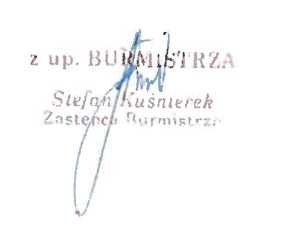 z up. BURMISTRZA
Stefan Kuśnierek
Zastępca Burmistrza